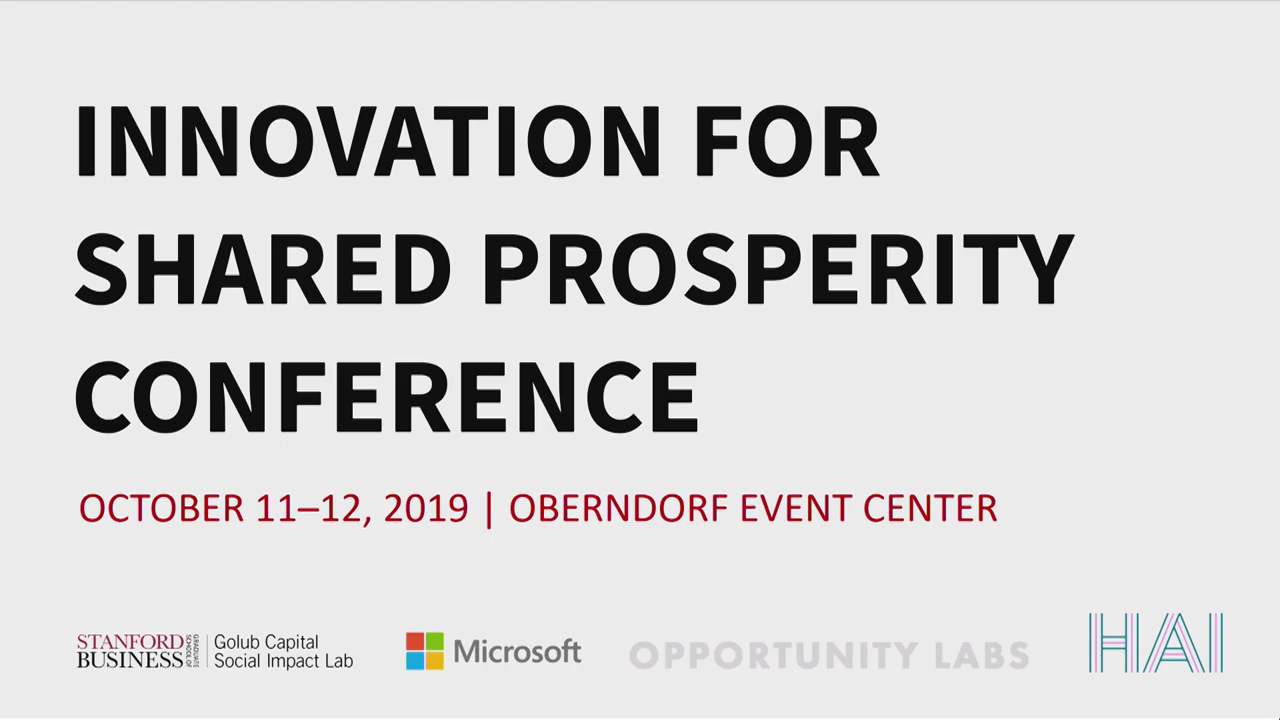 INNOVATION FOR
SHARED PROSPERITY
CONFERENCE
OCTOBER 11–12, 2019 | OBERNDORF EVENT CENTER
STANFORD
BUSINESS
GRADUATE
SCHOOL OF
Golub Capital
Social Impact Lab
Microsoft
OPPORTUNITY LABS
HAI